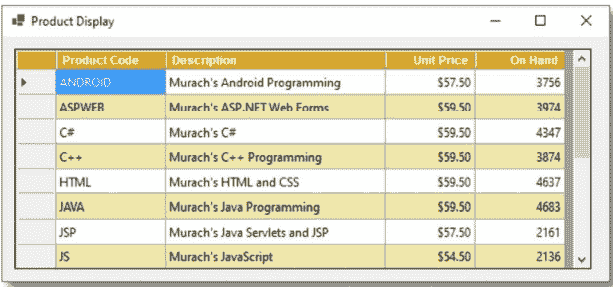 Product Display
Product Code Description Unit Price On Hand
ANDROID Murach's Android Programming $57.50 3756
ASPWEB Murach's ASP.NET Web Forms $59.50 3974
C# Murach's C# $59.50 4347
C++ Murach's C++ Programming $59.50 3874
HTML Murach's HTML and CSS $59.50 4637
JAVA Murach's Java Programming $59.50 4683
JSP Murach's Java Servlets and JSP $57.50 2161
JS Murach's JavaScript $54.50 2136